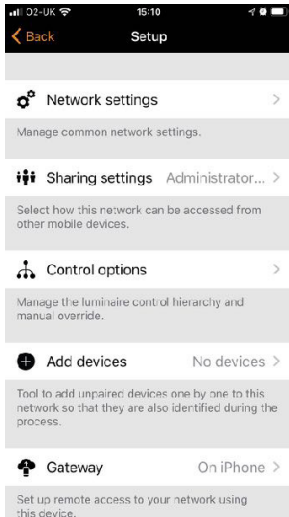 O2-UK 15:10
Back Setup
Network settings
Manage common network settings.
Sharing settings Administrator...
Select how this network can be accessed from
other mobile devices.
Control options
Manage the luminaire control hierarchy and
manual override.
Add devices No devices
Tool to add unpaired devices one by one to this
network so that they are also identified during the
process.
Gateway On iPhone
Set up remote access to your network using
this device.